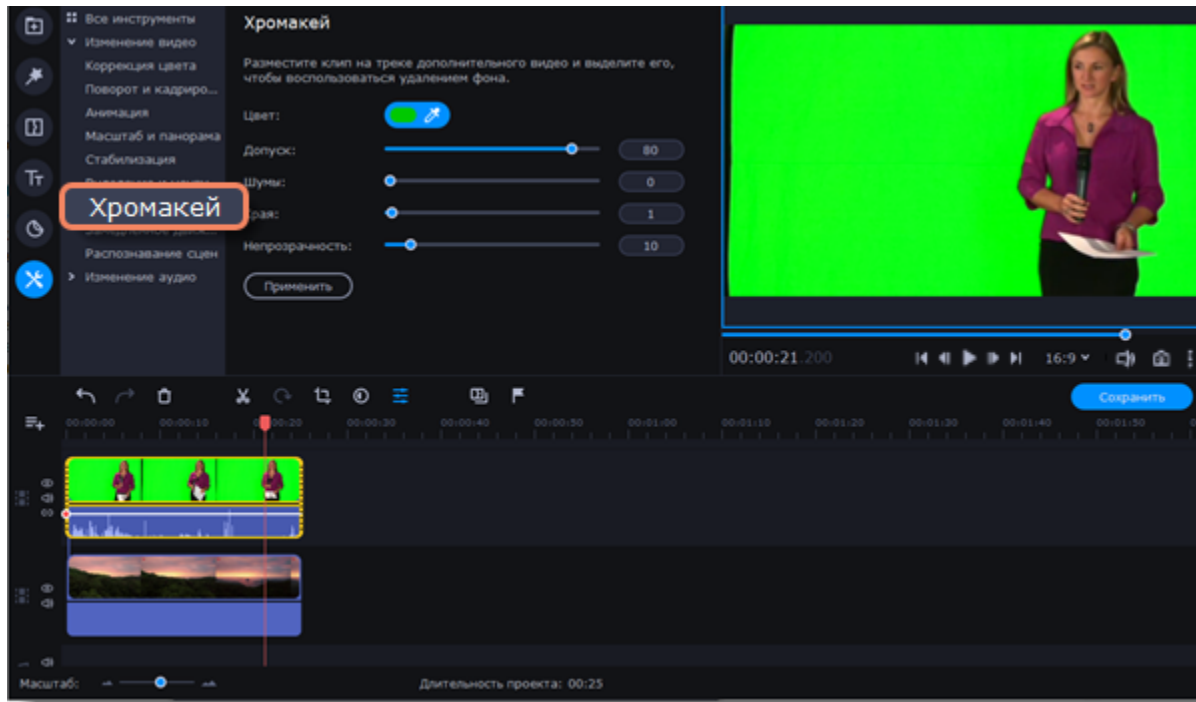 Все инструменты
Изменение видео
Коррекция цвета
Поворот и кадриро...
Анимация
Масштаб и панорама
Стабилизация
Хромакей
Распознавание сцен
Изменение аудио
Хромакей
Разместите клип на треке дополнительного видео и выделите его,
чтобы воспользоваться удалением фона.
Цвет:
Допуск: 80
Шумы: 0
Края: 1
Непрозрачность: 10
Применить
00:00:21.200
16:9
Сохранить
00:00:00 00:00:10 00:00:20 00:00:30 00:00:40 00:00:50 00:01:00 00:01:10 00:01:20 00:01:30 00:01:40 00:01:50
Масштаб:
Длительность проекта: 00:25